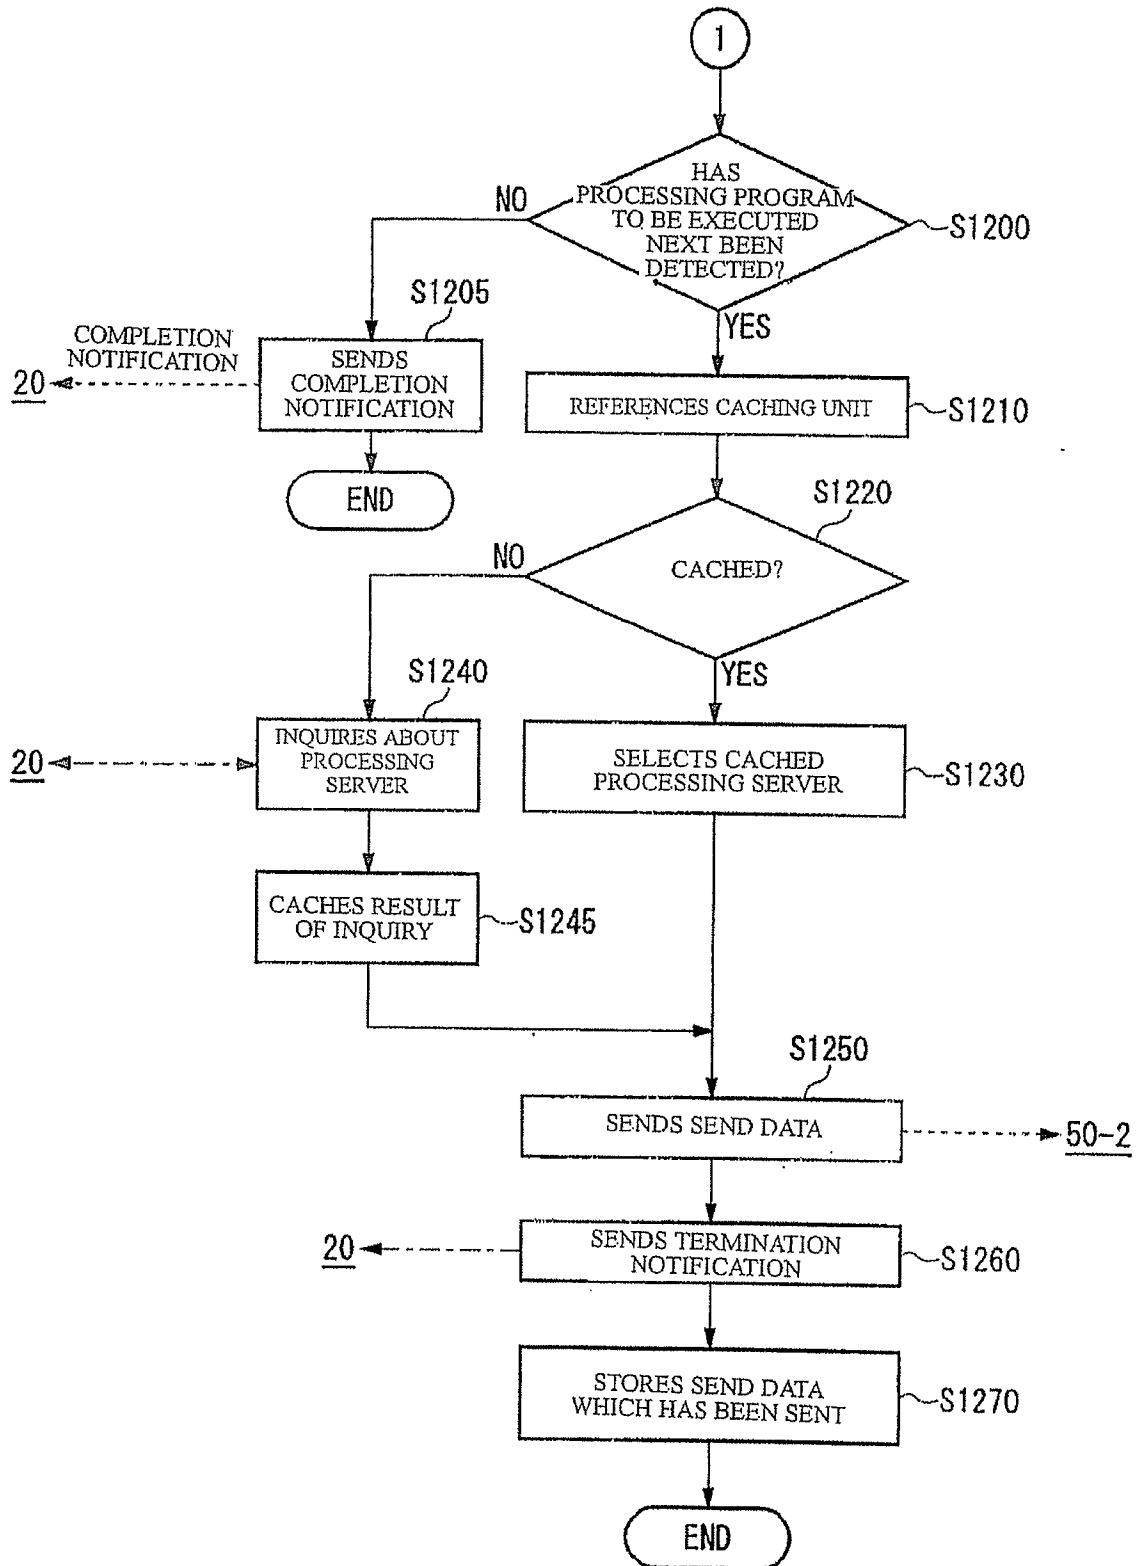 1
HAS
PROCESSING PROGRAM
TO BE EXECUTED
NEXT BEEN
DETECTED?
NO
S1200
YES
S1205
COMPLETION
NOTIFICATION
20
SENDS
COMPLETION
NOTIFICATION
REFERENCES CACHING UNIT
S1210
END
S1220
NO
CACHED?
YES
S1240
20
INQUIRES ABOUT
PROCESSING
SERVER
SELECTS CACHED
PROCESSING SERVER
S1230
CACHES RESULT
OF INQUIRY
S1245
S1250
SENDS SEND DATA
50-2
20
SENDS TERMINATION
NOTIFICATION
S1260
STORES SEND DATA
WHICH HAS BEEN SENT
S1270
END